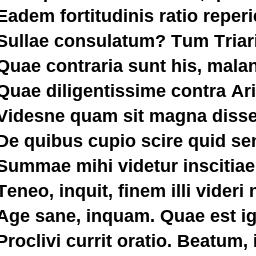 Eadem fortitudinis ratio reperi
Sullae consulatum? Tum Triari
Quae contraria sunt his, malan
Quae diligentissime contra Ari
Videsne quam sit magna disse
De quibus cupio scire quid sen
Summae mihi videtur inscitiae
Teneo, inquit, finem illi videri n
Age sane, inquam. Quae est ig
Proclivi currit oratio. Beatum, i